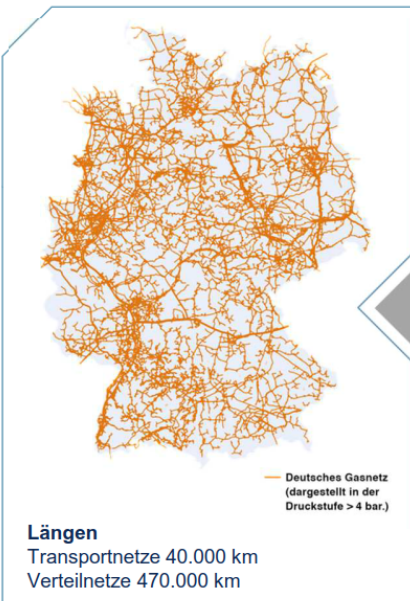 Deutsches Gasnetz
(dargestellt in der
Druckstufe > 4 bar.)
Längen
Transportnetze 40.000 km
Verteilnetze 470.000 km